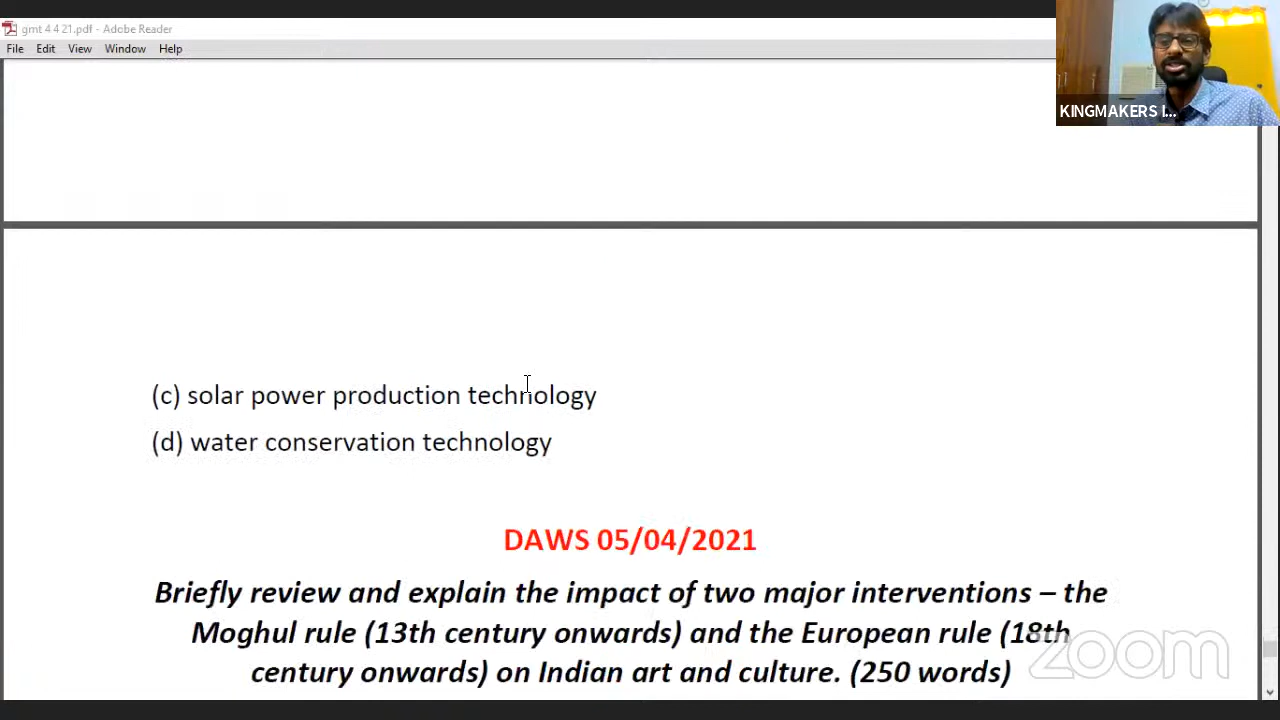 gmt 4 4 21.pdf - Adobe Reader
File Edit View Window Help
KINGMAKERS I...
(c) solar power production technology
(d) water conservation technology
DAWS 05/04/2021
Briefly review and explain the impact of two major interventions – the
Moghul rule (13th century onwards) and the European rule (18th
century onwards) on Indian art and culture. (250 words)
zoom